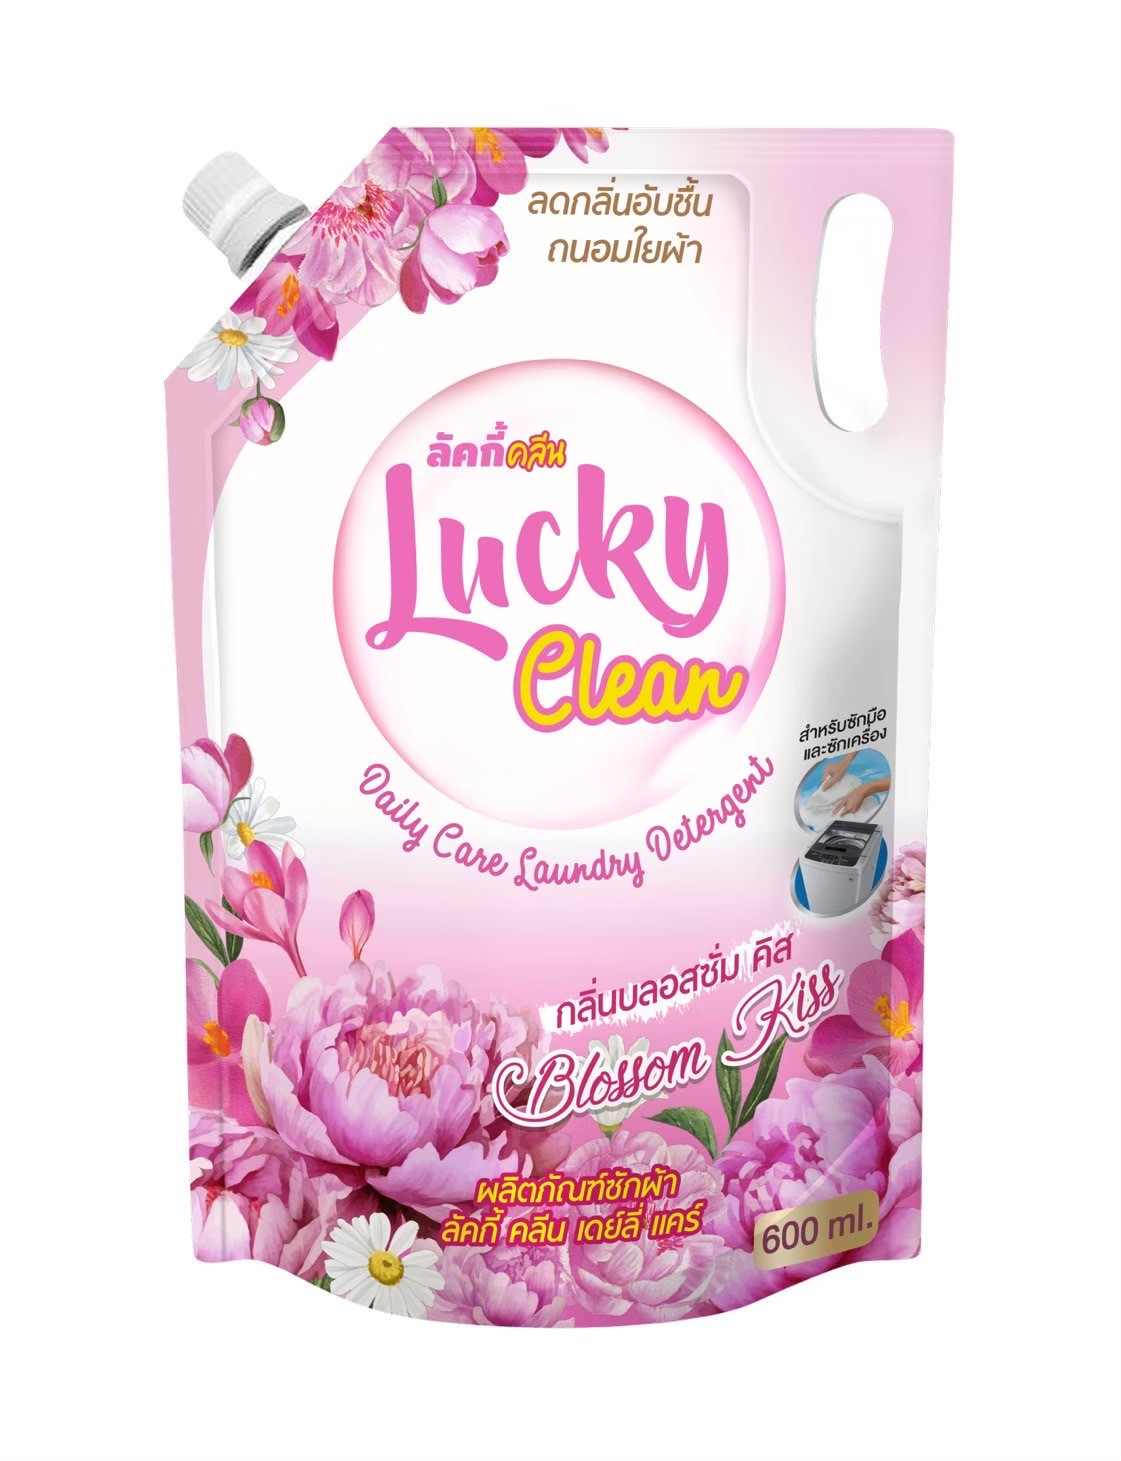 ลดกลิ่นอับชื้น
ถนอมใยผ้า
ลัคกี้คลีน
Lucky
Clean
Daily Care Laundry Detergent
สำหรับซักมือ
และซักเครื่อง
กลิ่นบลอสซั่ม คิส
Blossom Kiss
ผลิตภัณฑ์ซักผ้า
ลัคกี้ คลีน เดย์ลี่ แคร์
600 ml.